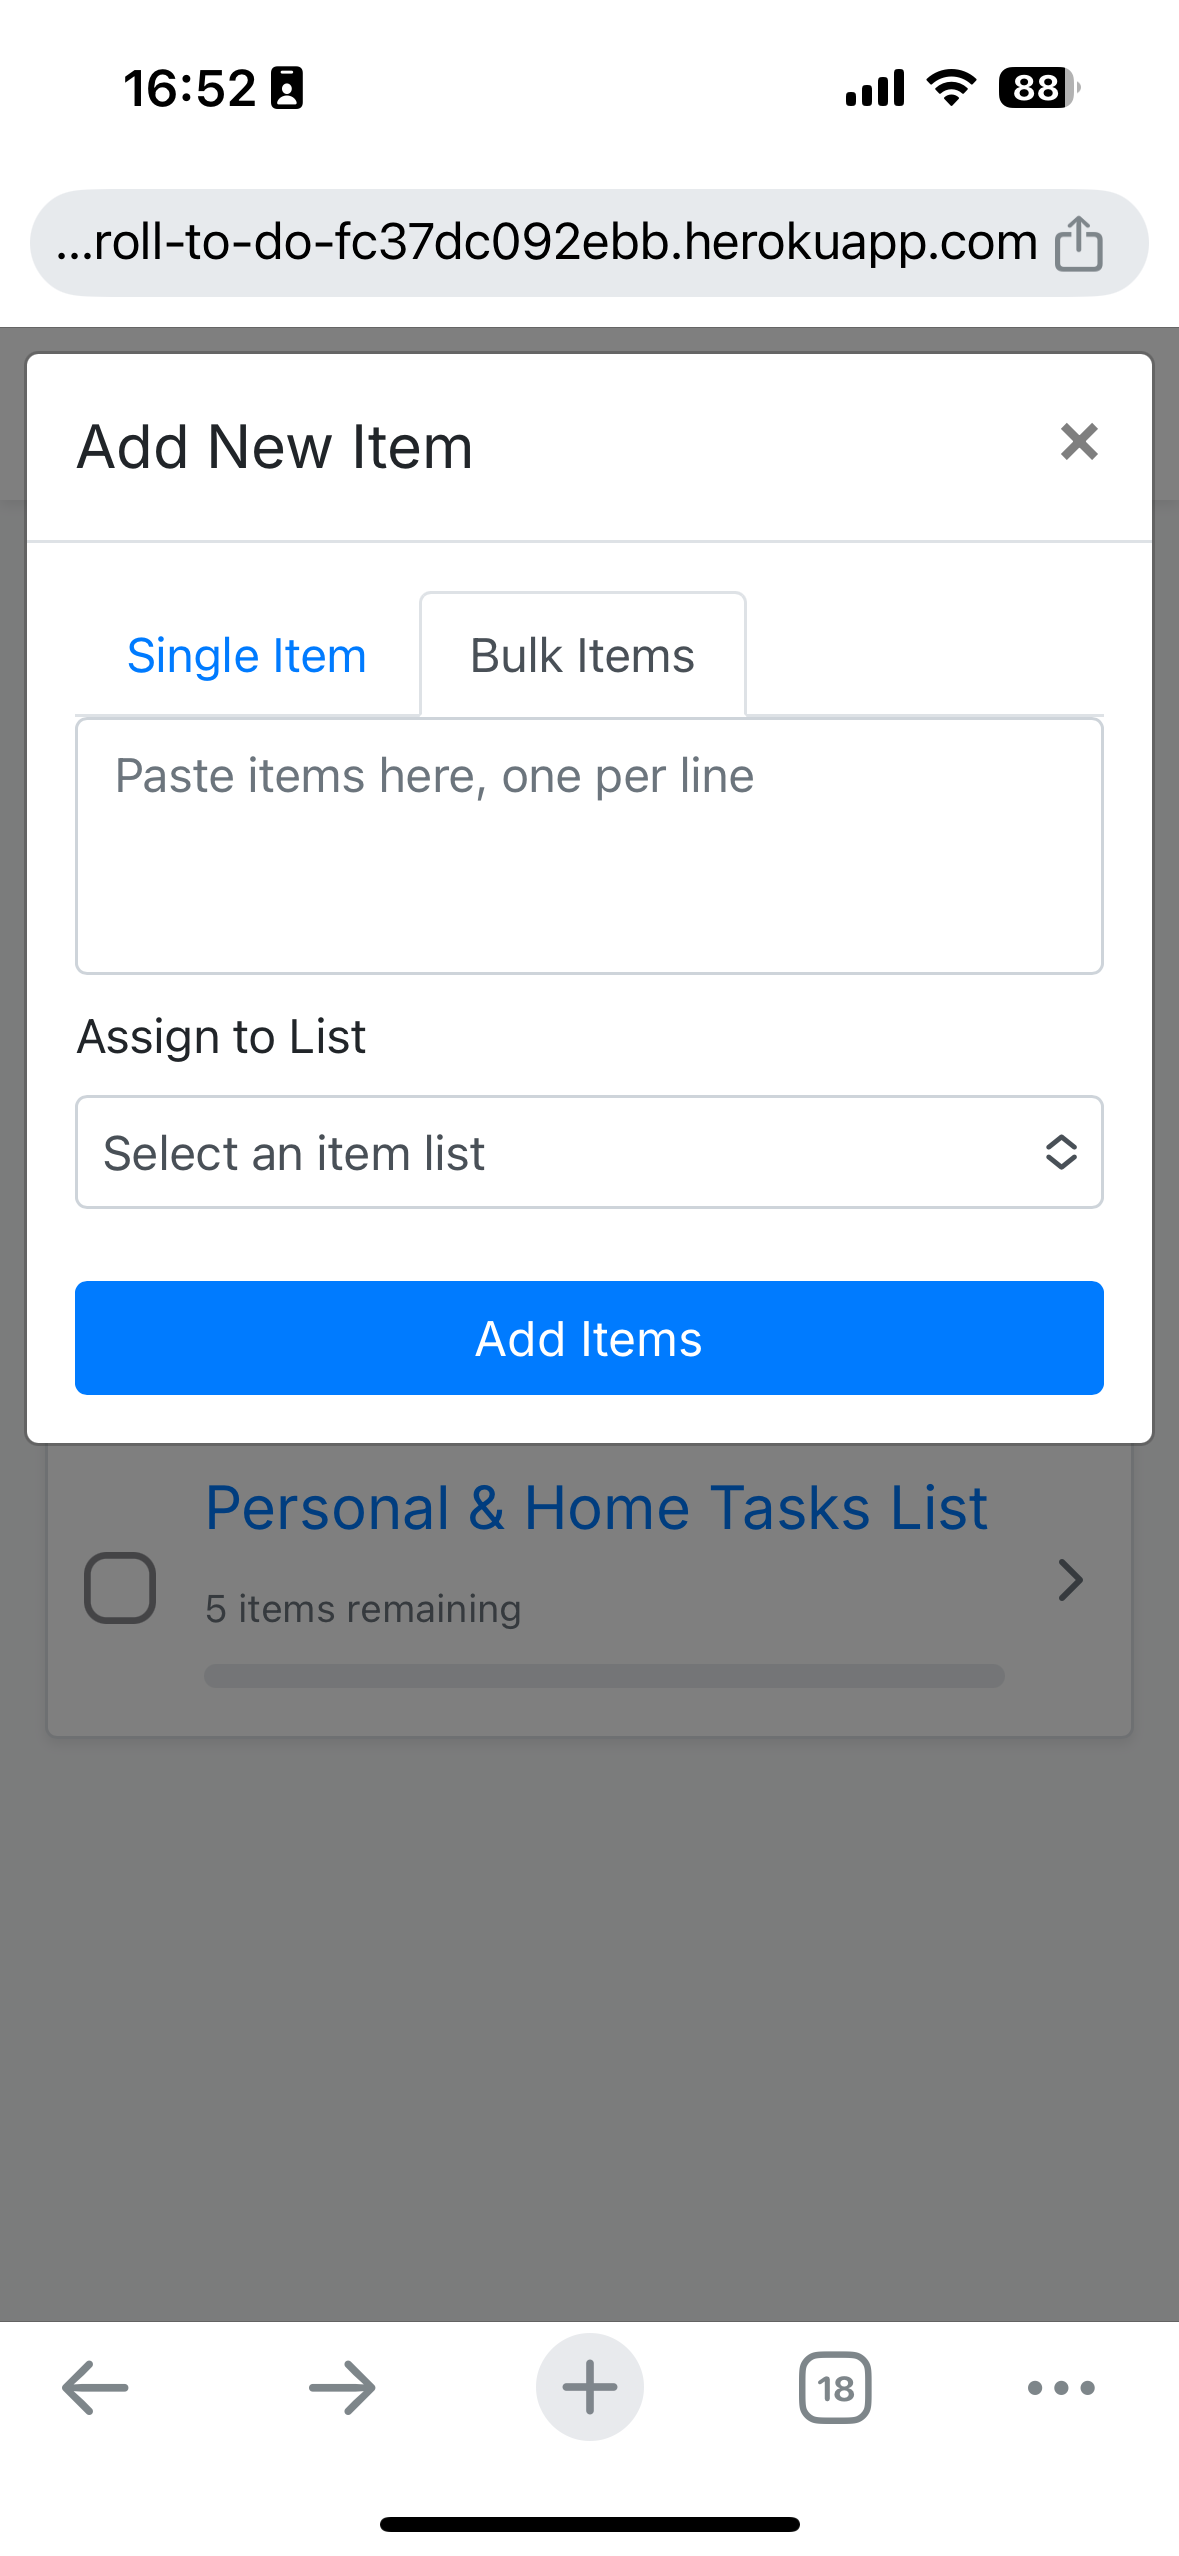 16:52
88
...roll-to-do-fc37dc092ebb.herokuapp.com
Add New Item
Single Item
Bulk Items
Paste items here, one per line
Assign to List
Select an item list
Add Items
Personal & Home Tasks List
5 items remaining
18